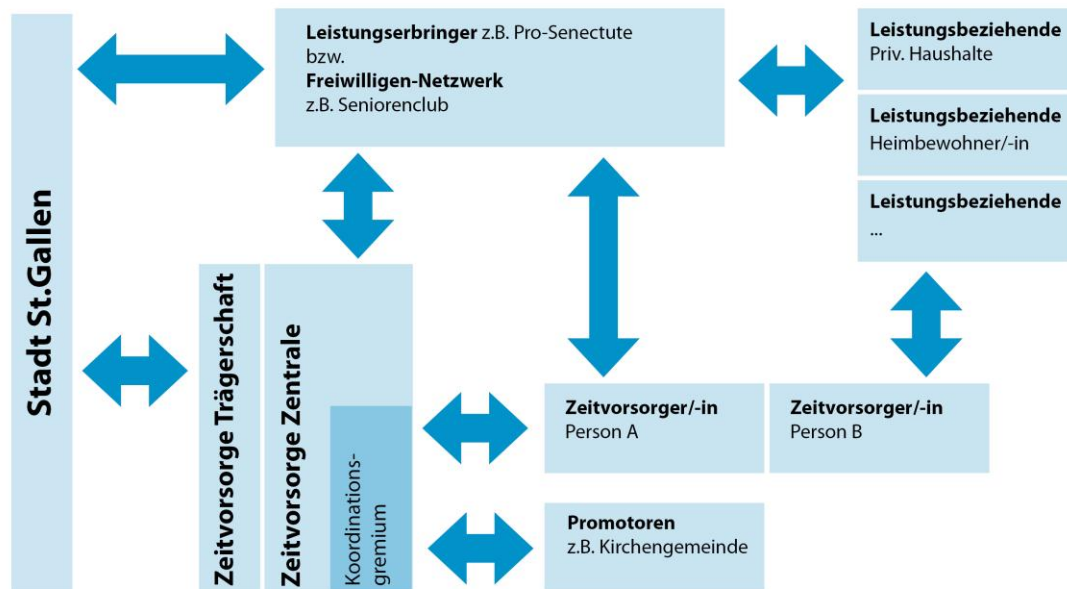 Stadt St.Gallen
Leistungserbringer z.B. Pro-Senectute
bzw.
Freiwilligen-Netzwerk
z.B. Seniorenclub
Leistungsbeziehende
Priv. Haushalte
Leistungsbeziehende
Heimbewohner/-in
Leistungsbeziehende
...
Zeitvorsorge Trägerschaft
Zeitvorsorge Zentrale
Koordinations-
gremium
Zeitvorsorger/-in
Person A
Zeitvorsorger/-in
Person B
Promotoren
z.B. Kirchengemeinde